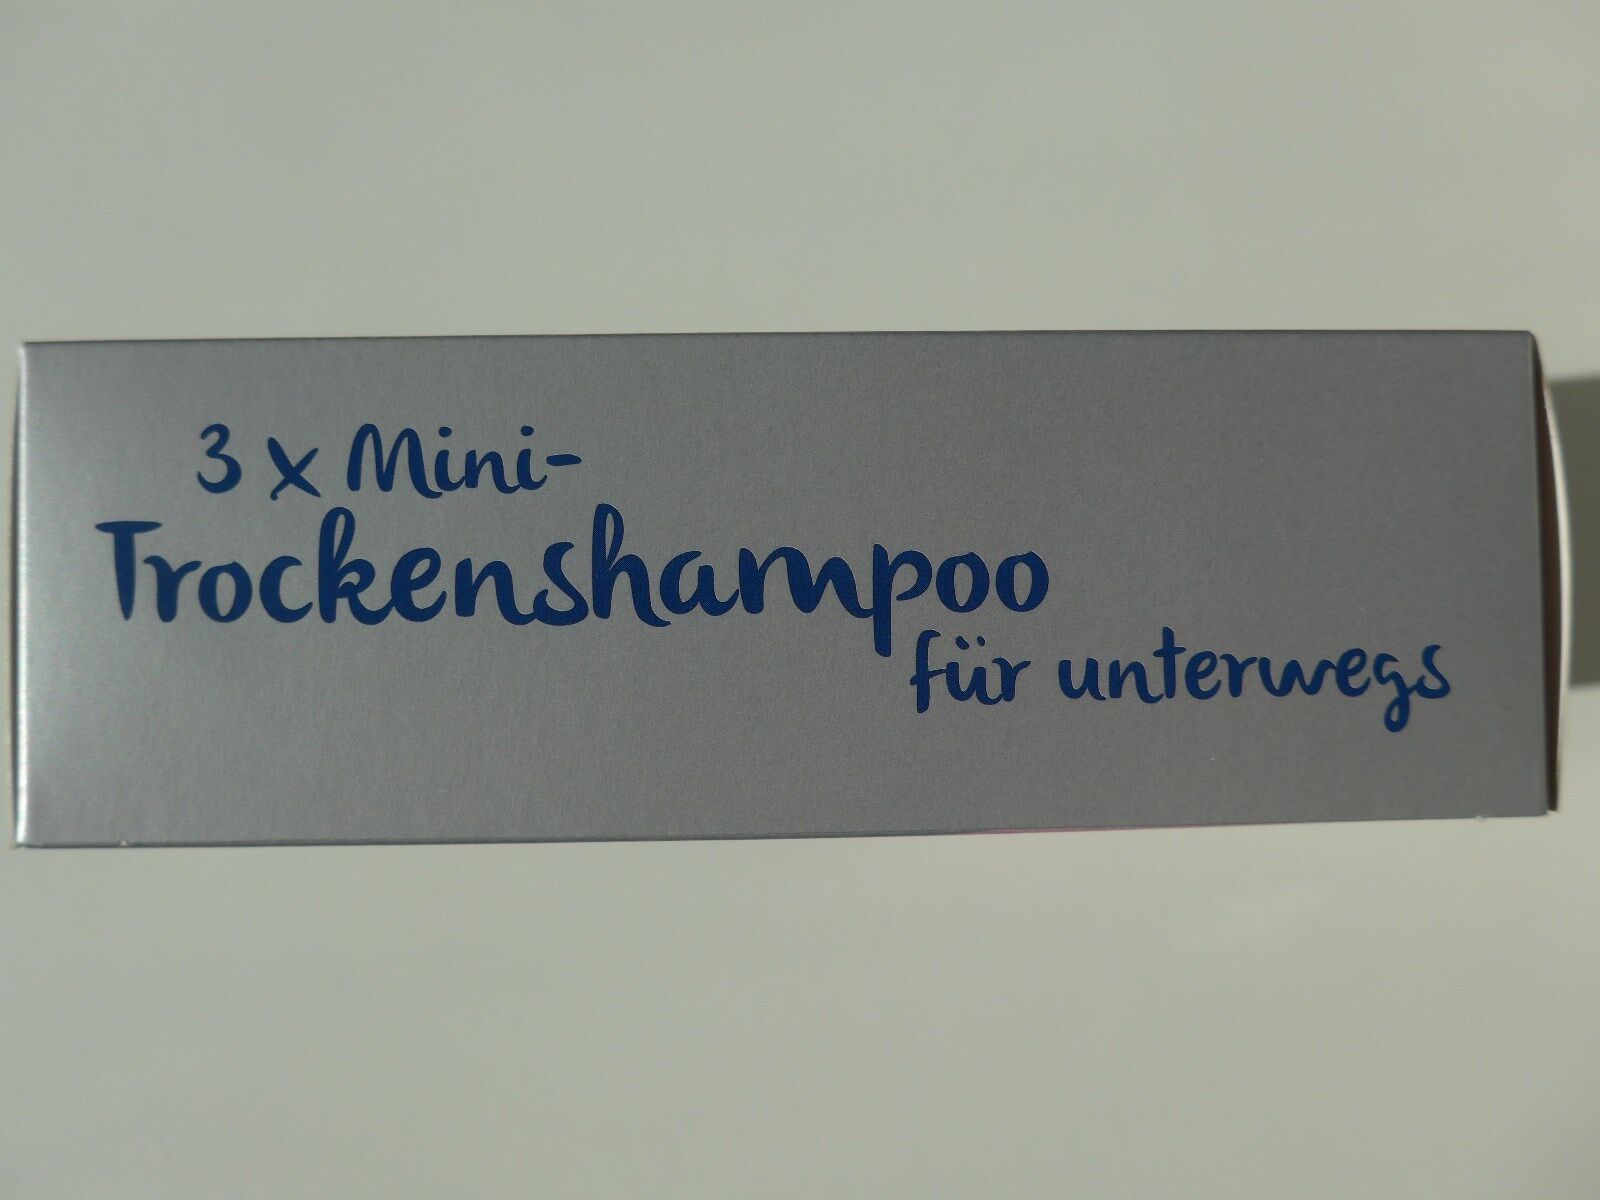 3 x Mini-
Trockenshampoo
für unterwegs